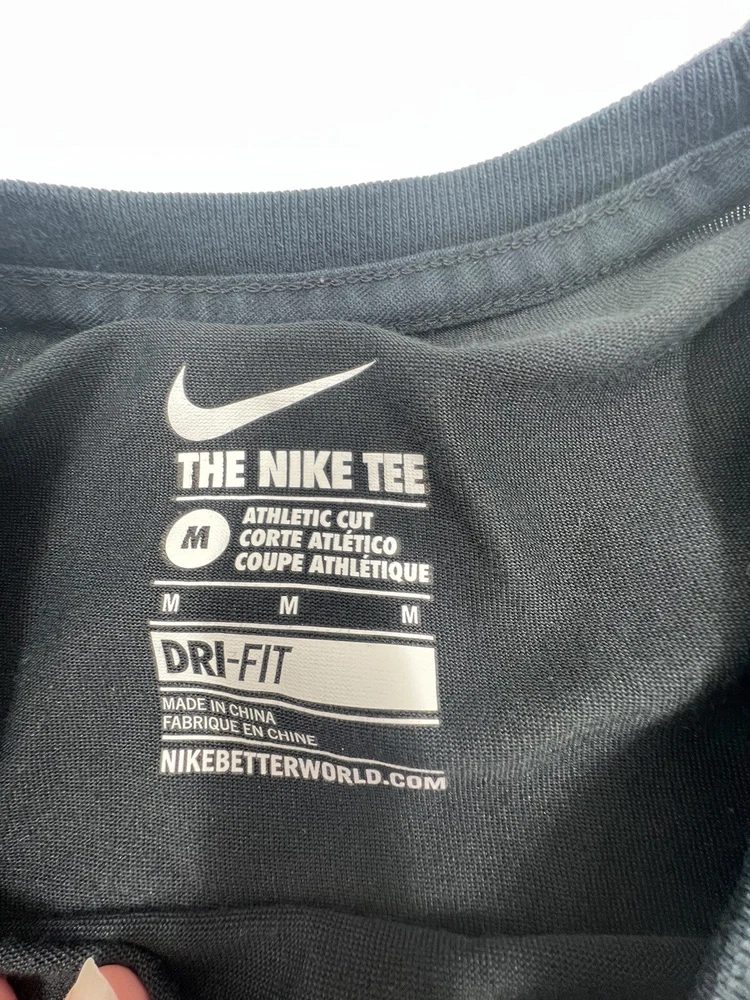 THE NIKE TEE
M
ATHLETIC CUT
CORTE ATLÉTICO
COUPE ATHLÉTIQUE
M M M
DRI-FIT
MADE IN CHINA
FABRIQUE EN CHINE
NIKEBETTERWORLD.COM